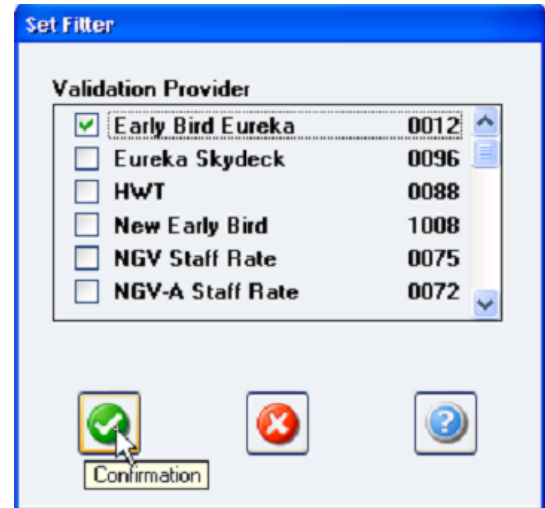 Set Filter
Validation Provider
Early Bird Eureka 0012
Eureka Skydeck 0096
HWT 0088
New Early Bird 1008
NGV Staff Rate 0075
NGV-A Staff Rate 0072
Confirmation